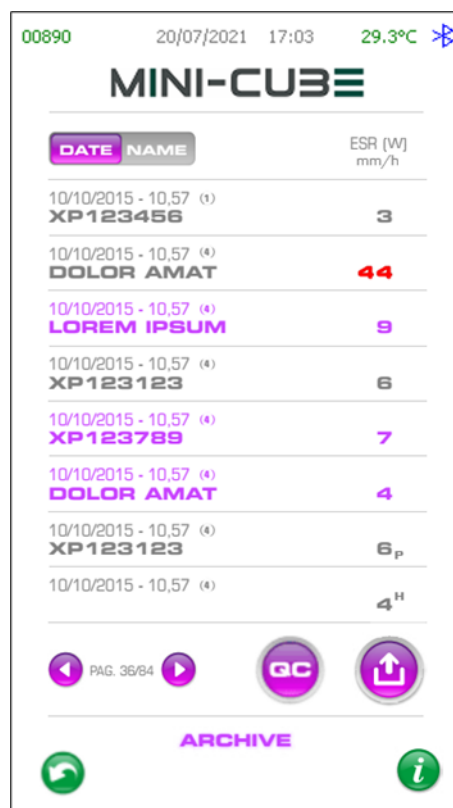 00890 20/07/2021 17:03 29.3ºC
MINI-CUBE
DATE NAME ESR (W)
mm/h
10/10/2015 - 10,57 (1)
XP123456 3
10/10/2015 - 10,57 (4)
DOLOR AMAT 44
10/10/2015 - 10,57 (4)
LOREM IPSUM 9
10/10/2015 - 10,57 (4)
XP123123 6
10/10/2015 - 10,57 (4)
XP123789 7
10/10/2015 - 10,57 (4)
DOLOR AMAT 4
10/10/2015 - 10,57 (4)
XP123123 6P
10/10/2015 - 10,57 (4)
4H
PAG. 36/84 QC
ARCHIVE
i